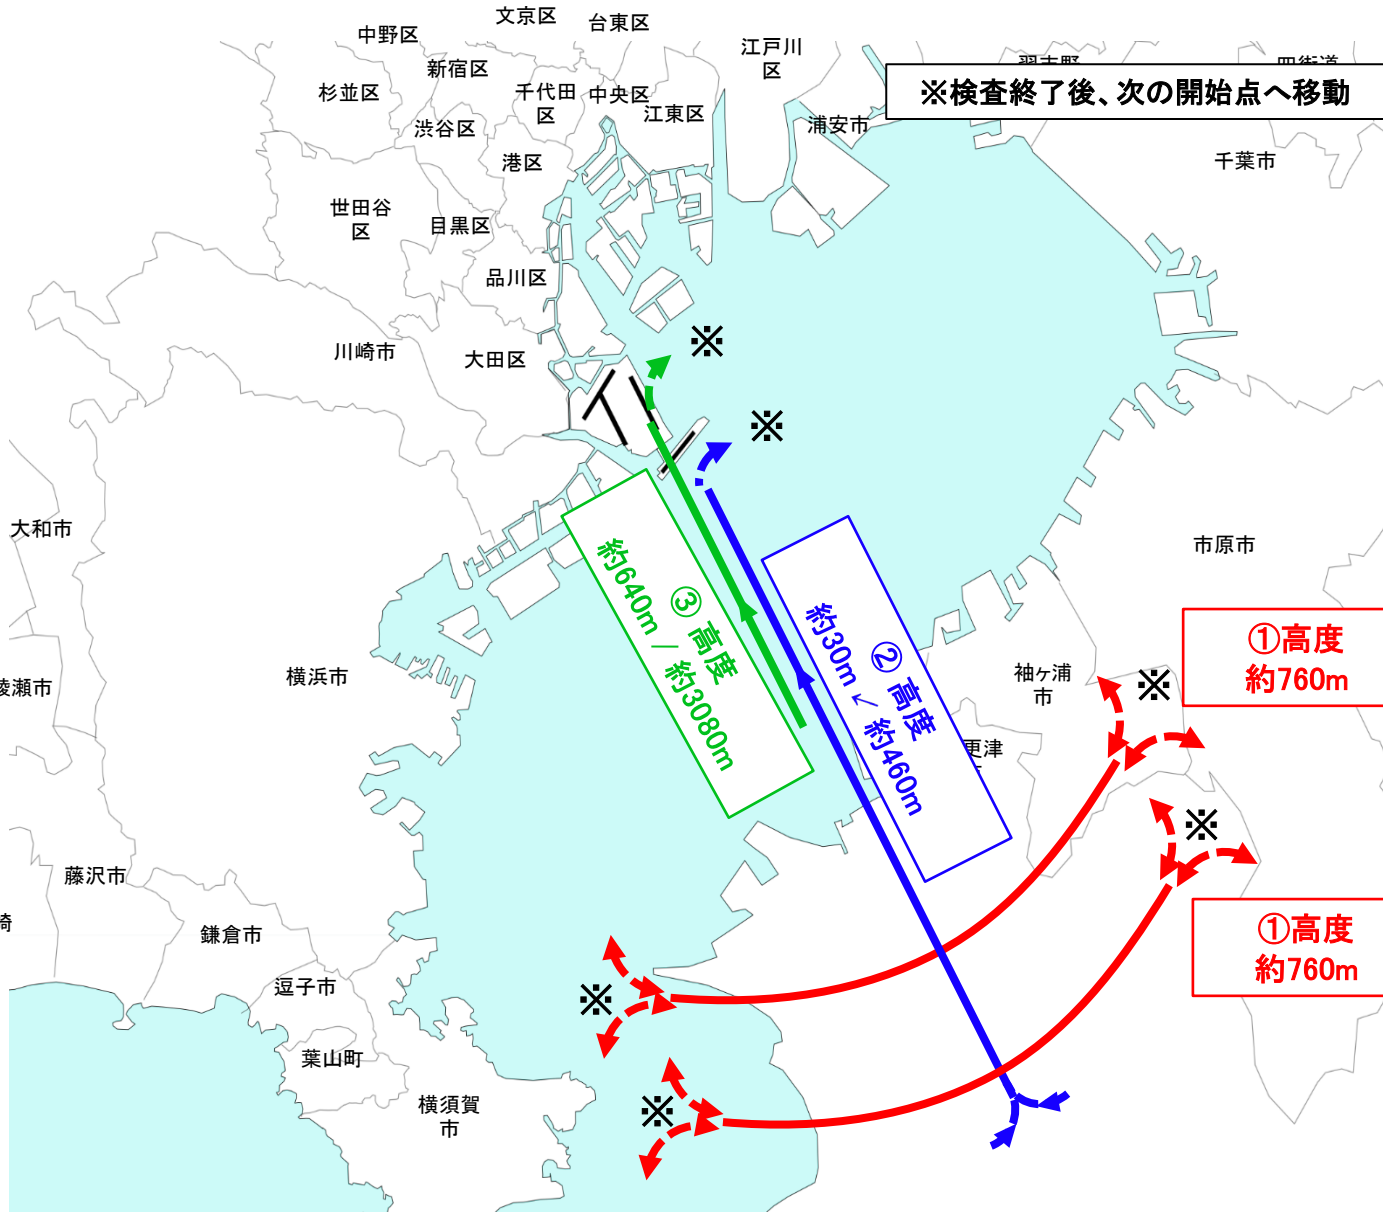 文京区
台東区
中野区
江戸川
区
新宿区
※検査終了後、次の開始点へ移動
杉並区
千代田
区
中央区
江東区
浦安市
渋谷区
港区
千葉市
世田谷
区
目黒区
品川区
※
川崎市
大田区
※
大和市
市原市
③ 高度
約640m / 約3080m
② 高度
約30m ↙ 約460m
①高度
約760m
横浜市
袖ケ浦
市
※
綾瀬市
更津
※
藤沢市
鎌倉市
①高度
約760m
逗子市
※
葉山町
横須賀
市
※